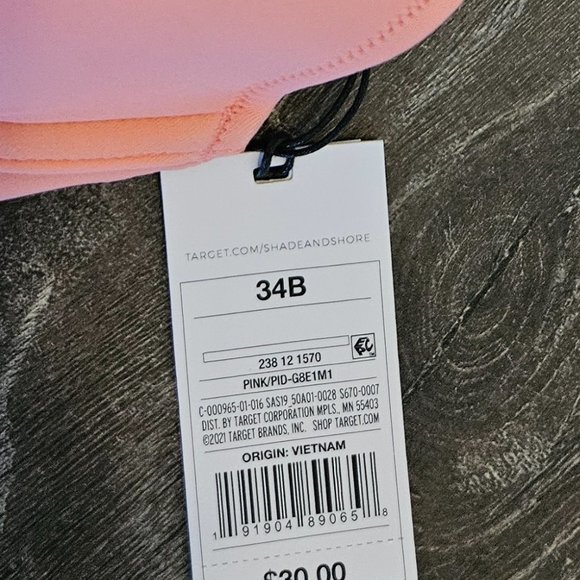 TARGET.COM/SHADEANDSHORE
34B
238 12 1570
PINK/PID-G8E1M1
C-000965-01-016 SAS19_50A01-0028 S670-0007
DIST. BY TARGET CORPORATION MPLS., MN 55403
©2021 TARGET BRANDS, INC. SHOP TARGET.COM
ORIGIN: VIETNAM
1 91904 89065 8
$30.00